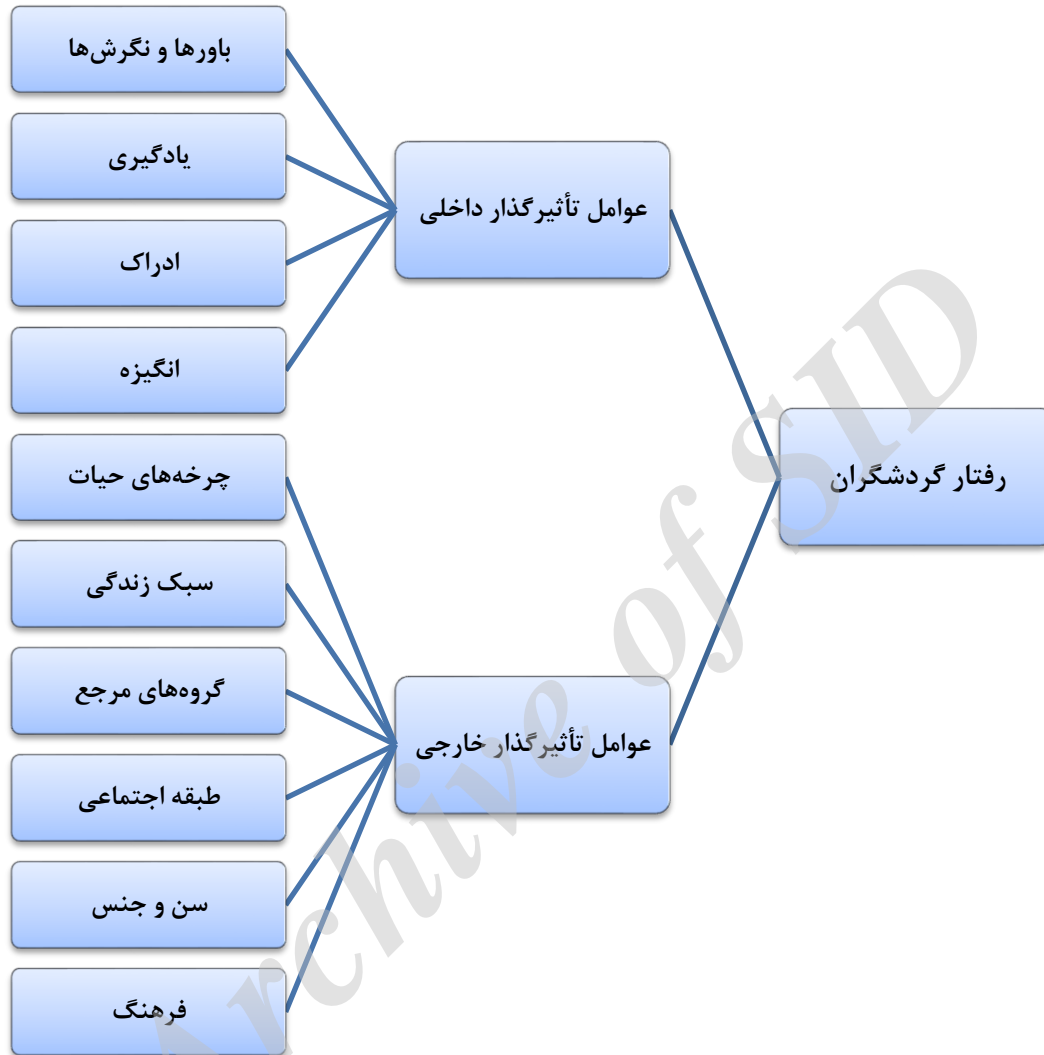 رفتار گردشگران
عوامل تأثیرگذار داخلی
باورها و نگرش‌ها
یادگیری
ادراک
انگیزه
عوامل تأثیرگذار خارجی
چرخه‌های حیات
سبک زندگی
گروه‌های مرجع
طبقه اجتماعی
سن و جنس
فرهنگ
Archive of SID